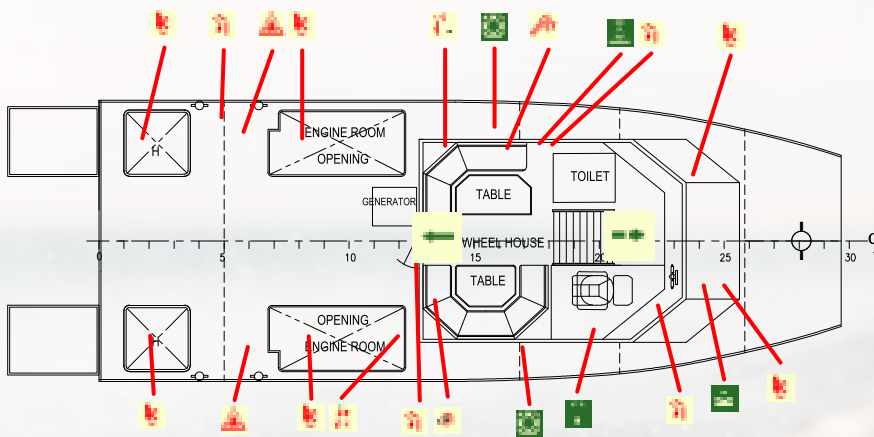 ENGINE ROOM
OPENING
H
TOILET
TABLE
GENERATOR
WHEEL HOUSE
0 5 10 15 20 25 30
TABLE
OPENING
ENGINE ROOM
H